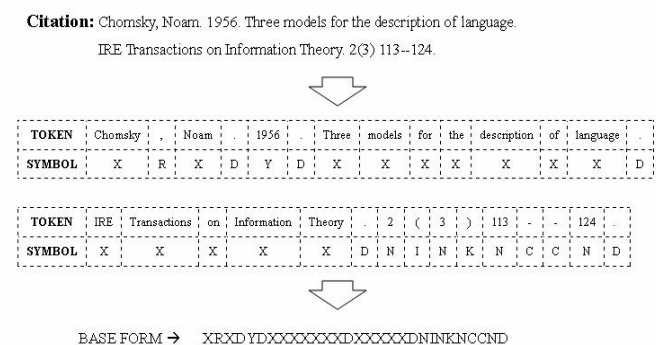 Citation: Chomsky, Noam. 1956. Three models for the description of language.
IRE Transactions on Information Theory. 2(3) 113--124.
TOKEN Chomsky , Noam . 1956 . Three models for the description of language .
SYMBOL X R X D Y D X X X X X X X D
TOKEN IRE Transactions on Information Theory . 2 ( 3 ) 113 - - 124 .
SYMBOL X X X X X D N I N K N C C N D
BASE FORM → XRXDYDXXXXXXXDXXXXXDNINKNCCND